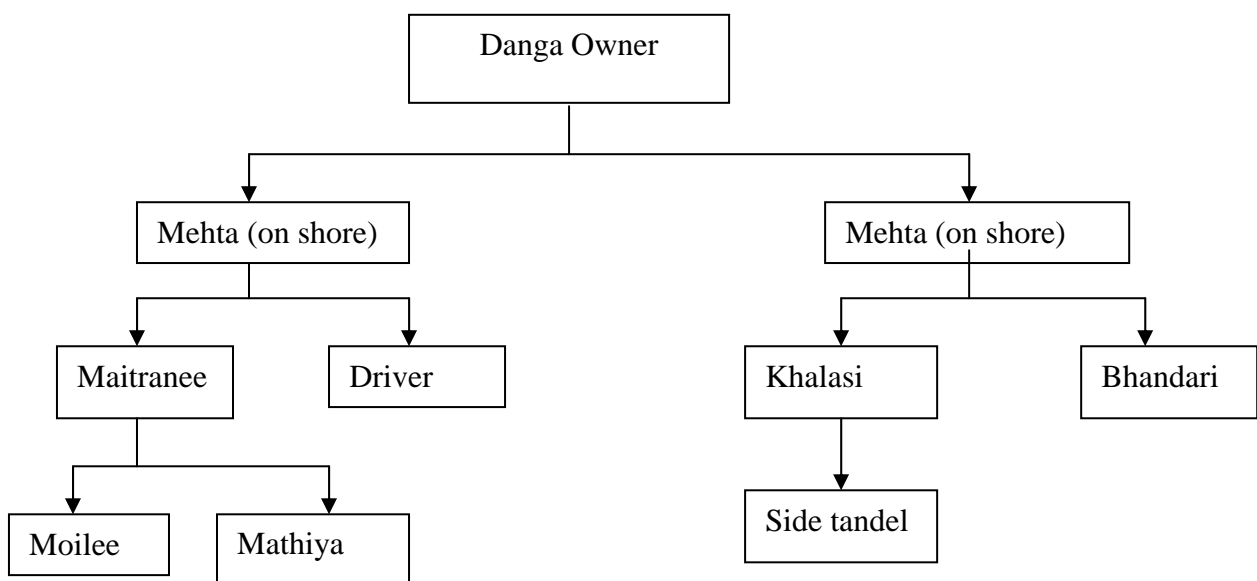 Danga Owner
Mehta (on shore)
Mehta (on shore)
Maitranee
Driver
Khalasi
Bhandari
Moilee
Mathiya
Side tandel